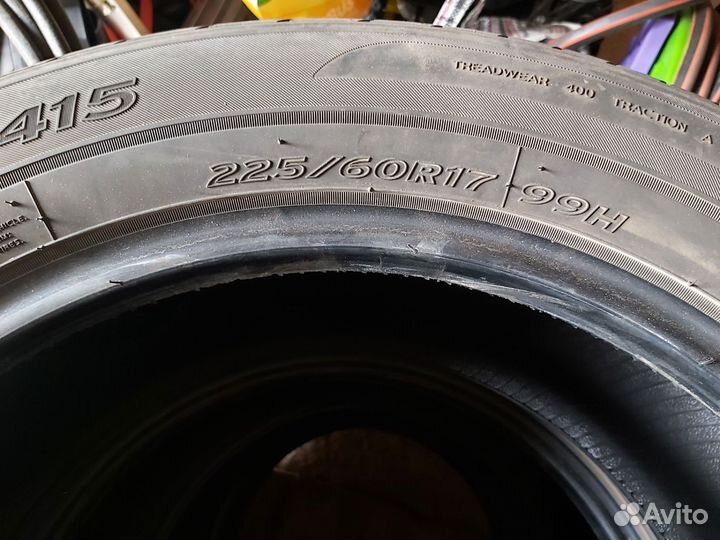 415
TREADWEAR 400 TRACTION A
225/60R17 99H
Avito